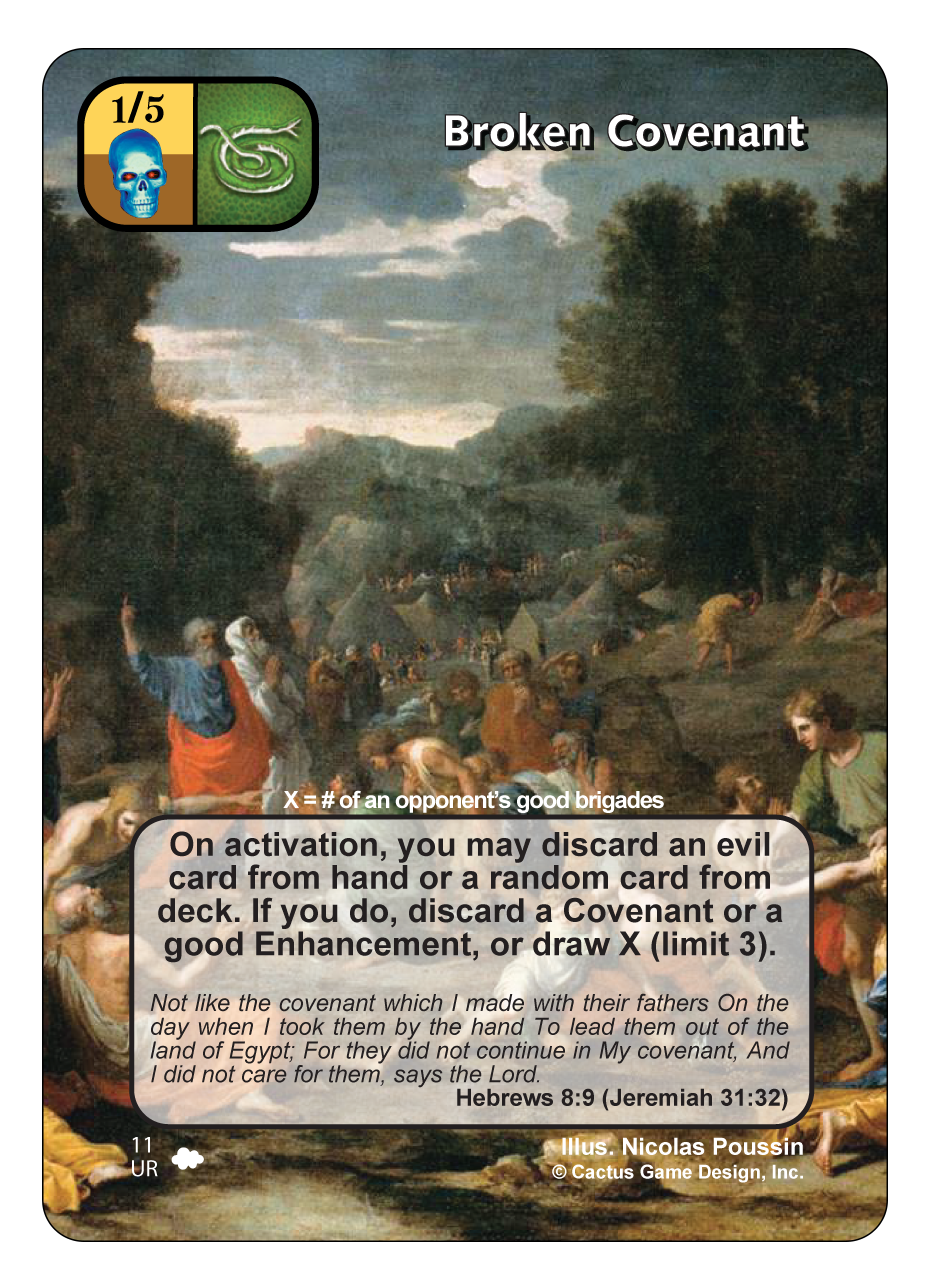 1/5
Broken Covenant
X = # of an opponent's good brigades
On activation, you may discard an evil
card from hand or a random card from
deck. If you do, discard a Covenant or a
good Enhancement, or draw X (limit 3).
Not like the covenant which I made with their fathers On the
day when I took them by the hand To lead them out of the
land of Egypt; For they did not continue in My covenant, And
I did not care for them, says the Lord.
Hebrews 8:9 (Jeremiah 31:32)
11
UR
Illus. Nicolas Poussin
© Cactus Game Design, Inc.